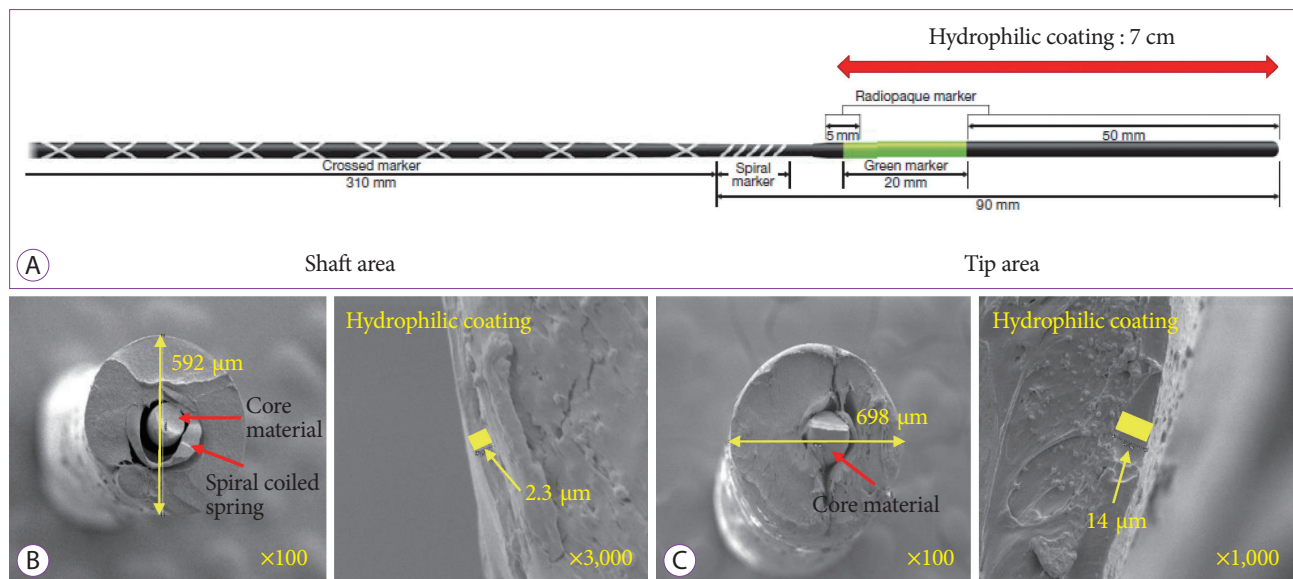 Hydrophilic coating : 7 cm
Radiopaque marker
5 mm
50 mm
Crossed marker
310 mm
Spiral
marker
Green marker
20 mm
90 mm
A
Shaft area
Tip area
592 µm
Core
material
Spiral coiled
spring
B
×100
Hydrophilic coating
2.3 µm
×3,000
698 µm
Core material
C
×100
Hydrophilic coating
14 µm
×1,000